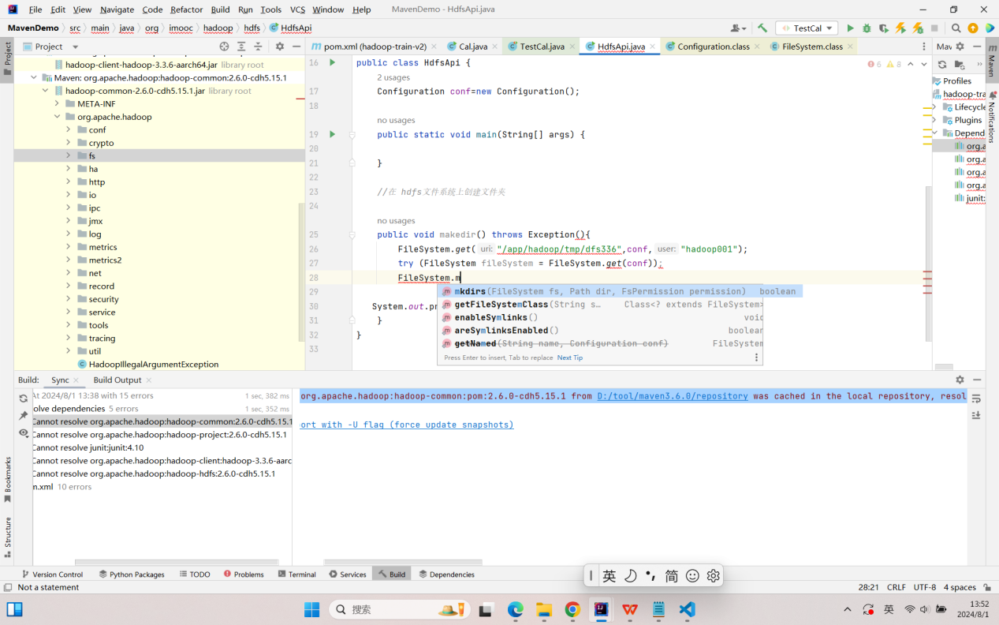 File Edit View Navigate Code Refactor Build Run Tools VCS Window Help MavenDemo - HdfsApi.java
MavenDemo src main java org imooc hadoop hdfs HdfsApi TestCal
Project pom.xml (hadoop-train-v2) Cal.java TestCal.java HdfsApi.java Configuration.class FileSystem.class Mav
hadoop-client-hadoop-3.3.6-aarch64.jar library root
Maven: org.apache.hadoop:hadoop-common:2.6.0-cdh5.15.1
hadoop-common-2.6.0-cdh5.15.1.jar library root
META-INF
org.apache.hadoop
conf
crypto
fs
ha
http
io
ipc
jmx
log
metrics
metrics2
net
record
security
service
tools
tracing
util
HadoopIllegalArgumentException
6 8
16 public class HdfsApi {
2 usages
17 Configuration conf=new Configuration();
18
no usages
19 public static void main(String[] args) {
20
21 }
22
23 //在 hdfs文件系统上创建文件夹
24
no usages
25 public void makedir() throws Exception(){
26 FileSystem.get( uri: "/app/hadoop/tmp/dfs336",conf, user: "hadoop001");
27 try (FileSystem fileSystem = FileSystem.get(conf));
28 FileSystem.m
29
30 System.out.pr
31 }
32 }
33
mkdirs(FileSystem fs, Path dir, FsPermission permission) boolean
getFileSystemClass(String s… Class<? extends FileSystem>
enableSymlinks() void
areSymlinksEnabled() boolean
getNamed(String name, Configuration conf) FileSystem
Press Enter to insert, Tab to replace Next Tip
Profiles
hadoop-tra
Lifecycle
Plugins
Depend
org.a
org.a
org.a
org.a
junit:
Project
Bookmarks
Structure
Maven
Notifications
Build: Sync Build Output
At 2024/8/1 13:38 with 15 errors 1 sec, 382 ms
olve dependencies 5 errors 1 sec, 352 ms
Cannot resolve org.apache.hadoop:hadoop-common:2.6.0-cdh5.15.1
Cannot resolve org.apache.hadoop:hadoop-project:2.6.0-cdh5.15.1
Cannot resolve junit:junit:4.10
Cannot resolve org.apache.hadoop:hadoop-client:hadoop-3.3.6-aarc
Cannot resolve org.apache.hadoop:hadoop-hdfs:2.6.0-cdh5.15.1
m.xml 10 errors
org.apache.hadoop:hadoop-common:pom:2.6.0-cdh5.15.1 from D:/tool/maven3.6.0/repository was cached in the local repository, resol
ort with -U flag (force update snapshots)
Version Control Python Packages TODO Problems Terminal Services Build Dependencies
英 简
Not a statement 28:21 CRLF UTF-8 4 spaces
搜索 英 13:52
2024/8/1